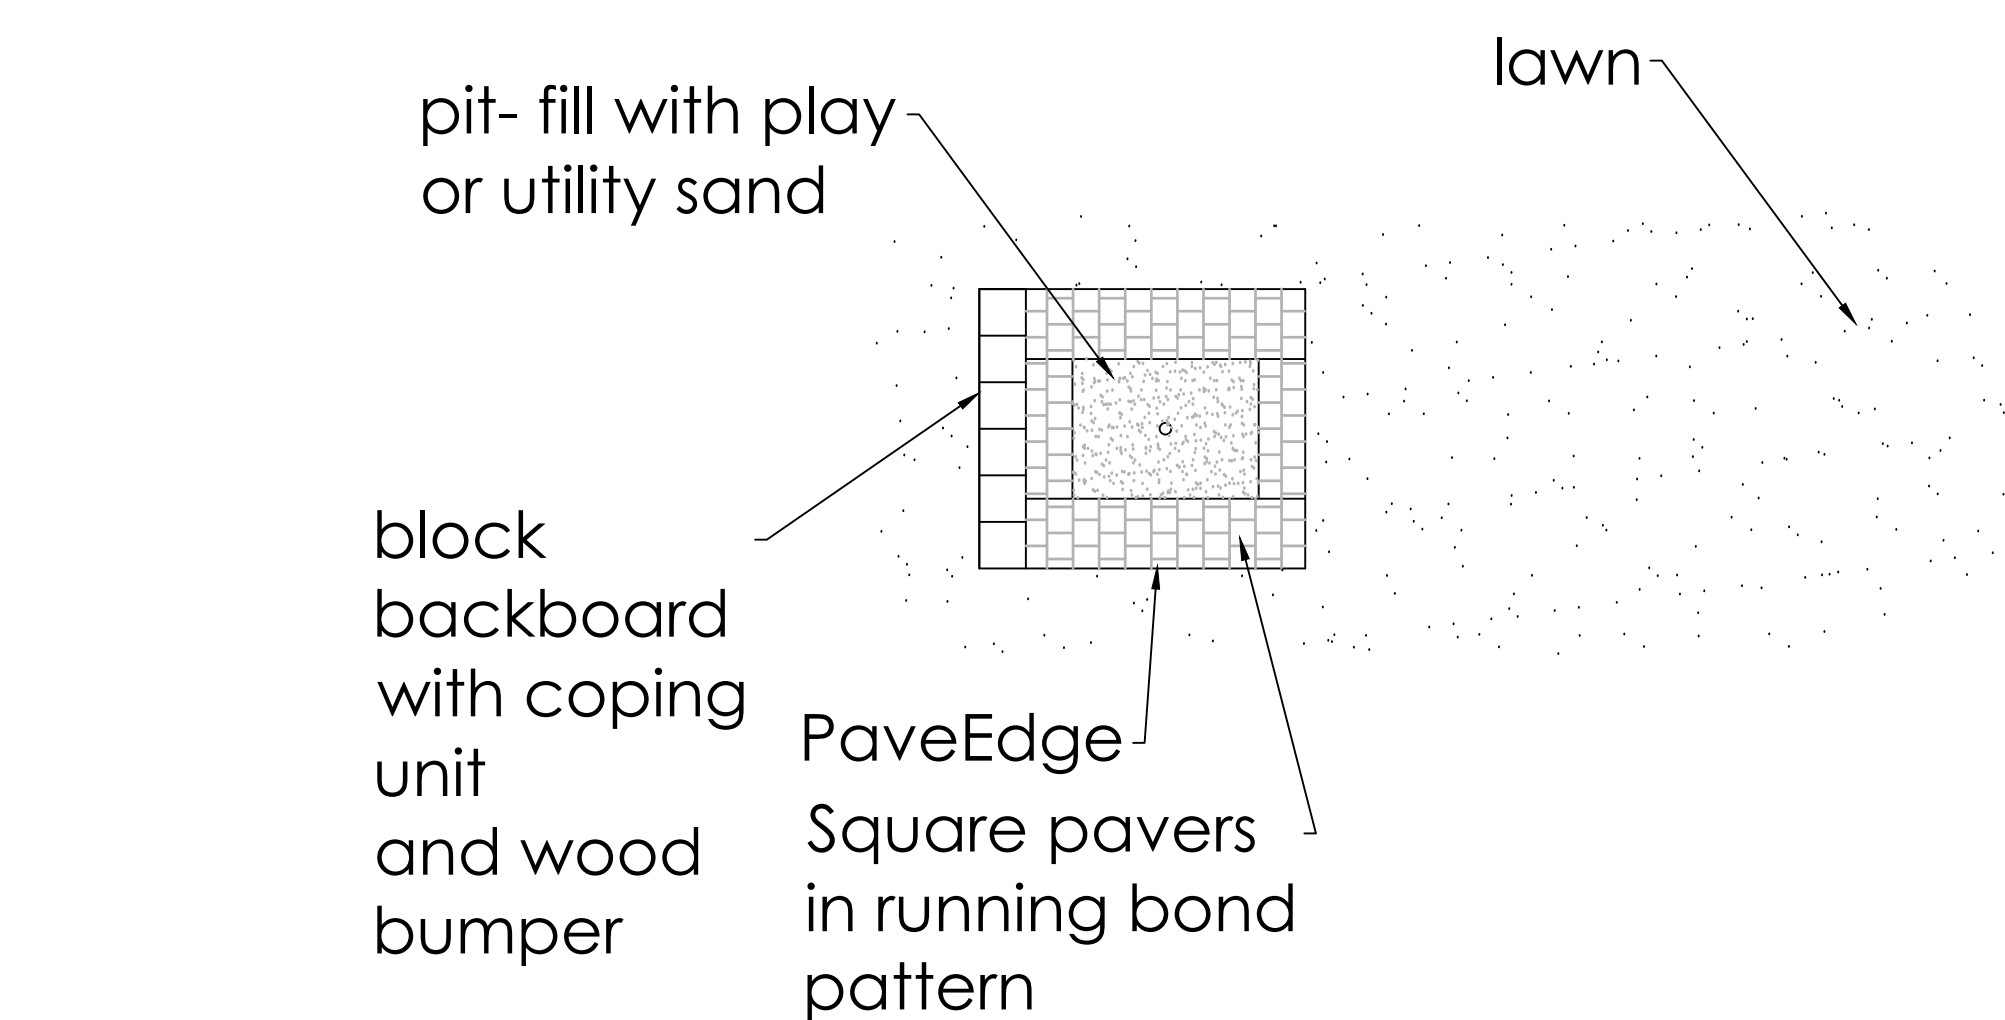 lawn
pit- fill with play
or utility sand
block
backboard
with coping
unit
and wood
bumper
PaveEdge
Square pavers
in running bond
pattern